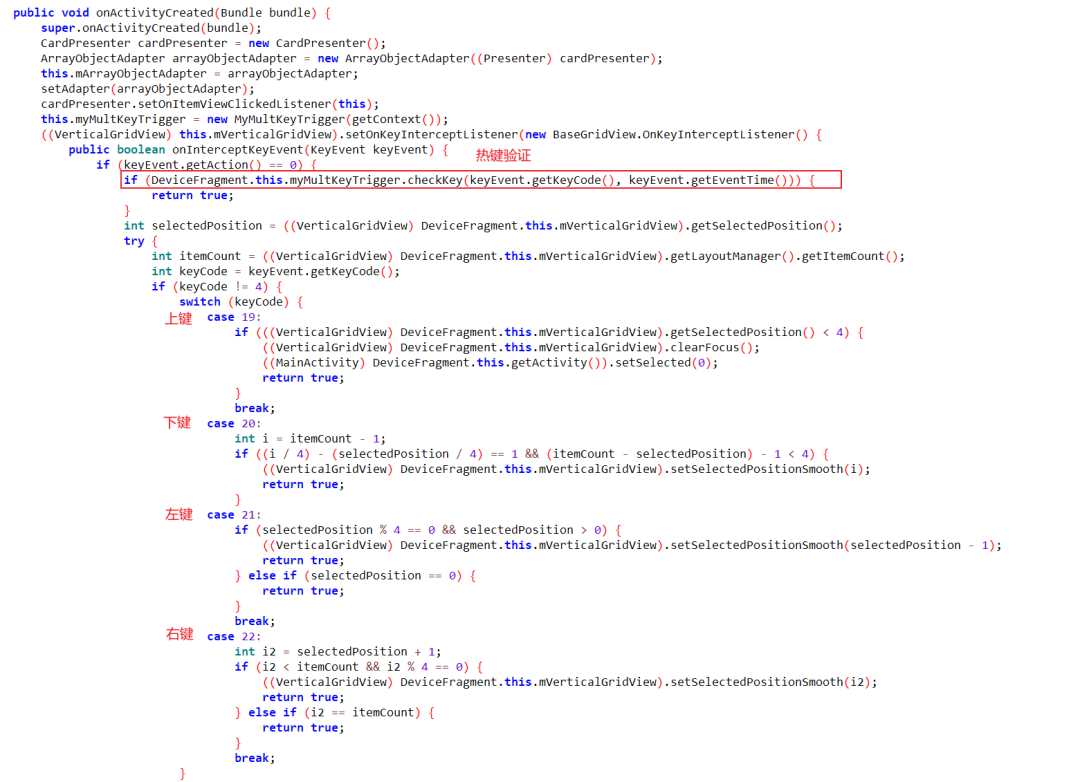 public void onActivityCreated(Bundle bundle) {
super.onActivityCreated(bundle);
CardPresenter cardPresenter = new CardPresenter();
ArrayObjectAdapter arrayObjectAdapter = new ArrayObjectAdapter((Presenter) cardPresenter);
this.mArrayObjectAdapter = arrayObjectAdapter;
setAdapter(arrayObjectAdapter);
cardPresenter.setOnItemViewClickedListener(this);
this.myMultKeyTrigger = new MyMultKeyTrigger(getContext());
((VerticalGridView) this.mVerticalGridView).setOnKeyInterceptListener(new BaseGridView.OnKeyInterceptListener() {
public boolean onInterceptKeyEvent(KeyEvent keyEvent) { 热键验证
if (keyEvent.getAction() == 0) {
if (DeviceFragment.this.myMultKeyTrigger.checkKey(keyEvent.getKeyCode(), keyEvent.getEventTime())) {
return true;
}
int selectedPosition = ((VerticalGridView) DeviceFragment.this.mVerticalGridView).getSelectedPosition();
try {
int itemCount = ((VerticalGridView) DeviceFragment.this.mVerticalGridView).getLayoutManager().getItemCount();
int keyCode = keyEvent.getKeyCode();
if (keyCode != 4) {
switch (keyCode) {
上键 case 19:
if (((VerticalGridView) DeviceFragment.this.mVerticalGridView).getSelectedPosition() < 4) {
((VerticalGridView) DeviceFragment.this.mVerticalGridView).clearFocus();
((MainActivity) DeviceFragment.this.getActivity()).setSelected(0);
return true;
}
break;
下键 case 20:
int i = itemCount - 1;
if ((i / 4) - (selectedPosition / 4) == 1 && (itemCount - selectedPosition) - 1 < 4) {
((VerticalGridView) DeviceFragment.this.mVerticalGridView).setSelectedPositionSmooth(i);
return true;
}
左键 case 21:
if (selectedPosition % 4 == 0 && selectedPosition > 0) {
((VerticalGridView) DeviceFragment.this.mVerticalGridView).setSelectedPositionSmooth(selectedPosition - 1);
return true;
} else if (selectedPosition == 0) {
return true;
}
break;
右键 case 22:
int i2 = selectedPosition + 1;
if (i2 < itemCount && i2 % 4 == 0) {
((VerticalGridView) DeviceFragment.this.mVerticalGridView).setSelectedPositionSmooth(i2);
return true;
} else if (i2 == itemCount) {
return true;
}
break;
}